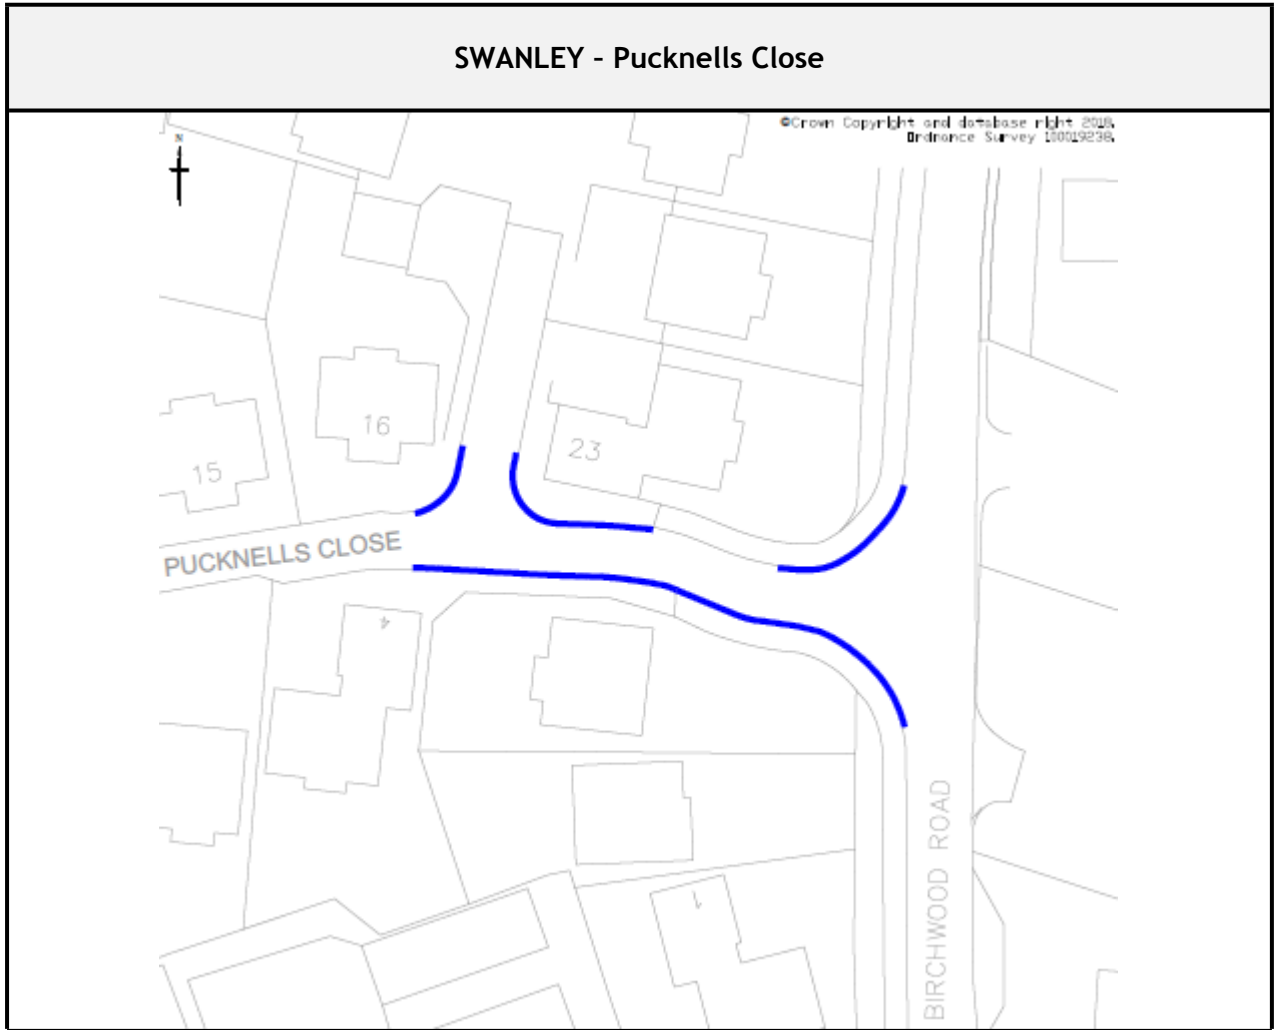 SWANLEY – Pucknells Close
©Crown Copyright and database right 2018.
Ordnance Survey 100019238.
N
16
23
15
PUCKNELLS CLOSE
4
1
BIRCHWOOD ROAD